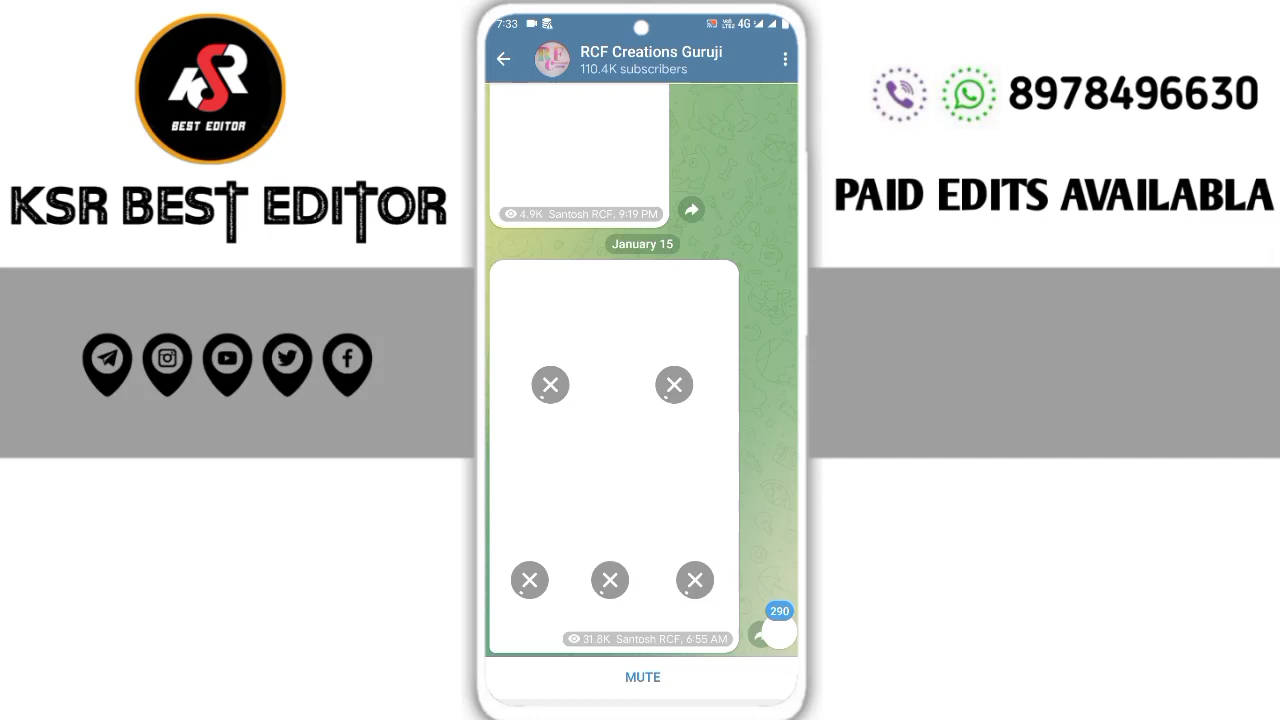 KSR
BEST EDITOR
KSR BEST EDITOR
7:33
4G
RCF Creations Guruji
110.4K subscribers
4.9K Santosh RCF, 9:19 PM
January 15
290
31.8K Santosh RCF, 6:55 AM
MUTE
8978496630
PAID EDITS AVAILABLA